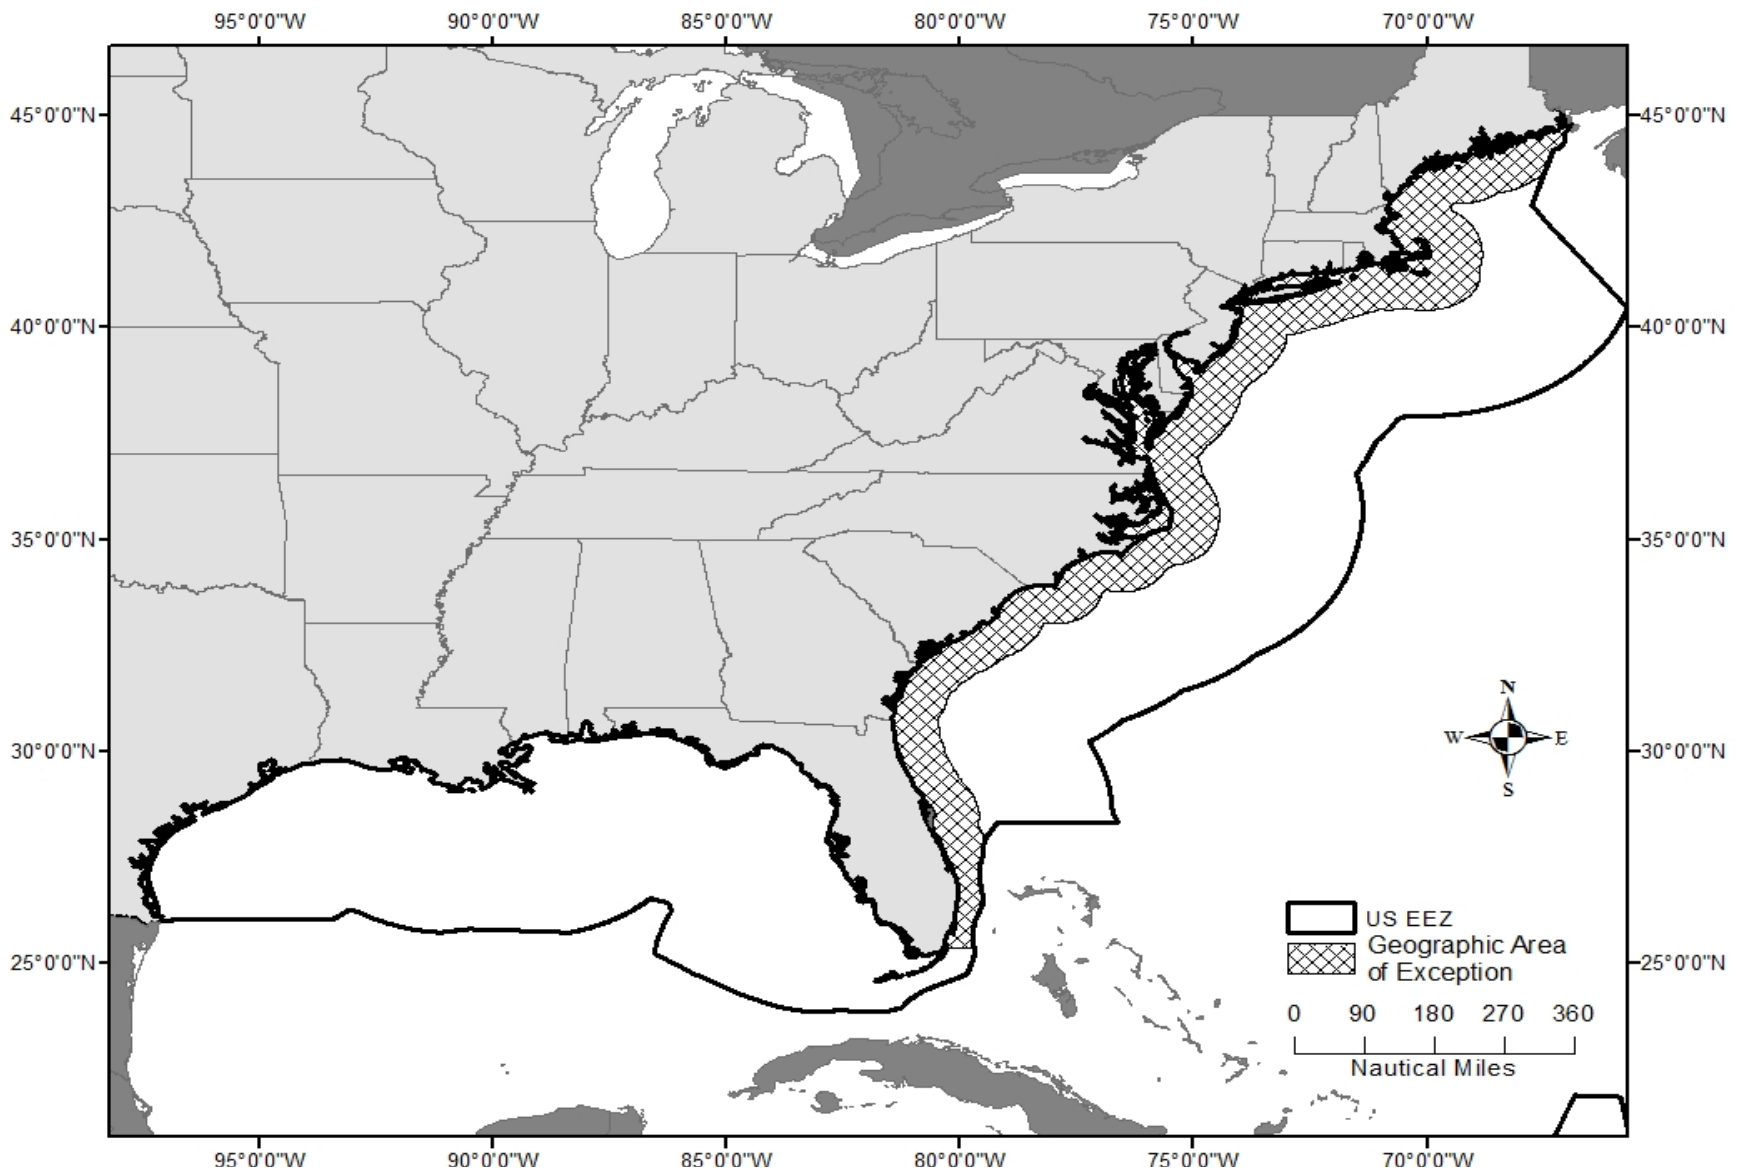 95°0'0"W 90°0'0"W 85°0'0"W 80°0'0"W 75°0'0"W 70°0'0"W
45°0'0"N 45°0'0"N
40°0'0"N 40°0'0"N
35°0'0"N 35°0'0"N
N
30°0'0"N W E 30°0'0"N
S
US EEZ
Geographic Area
of Exception
25°0'0"N 25°0'0"N
0 90 180 270 360
Nautical Miles
95°0'0"W 90°0'0"W 85°0'0"W 80°0'0"W 75°0'0"W 70°0'0"W